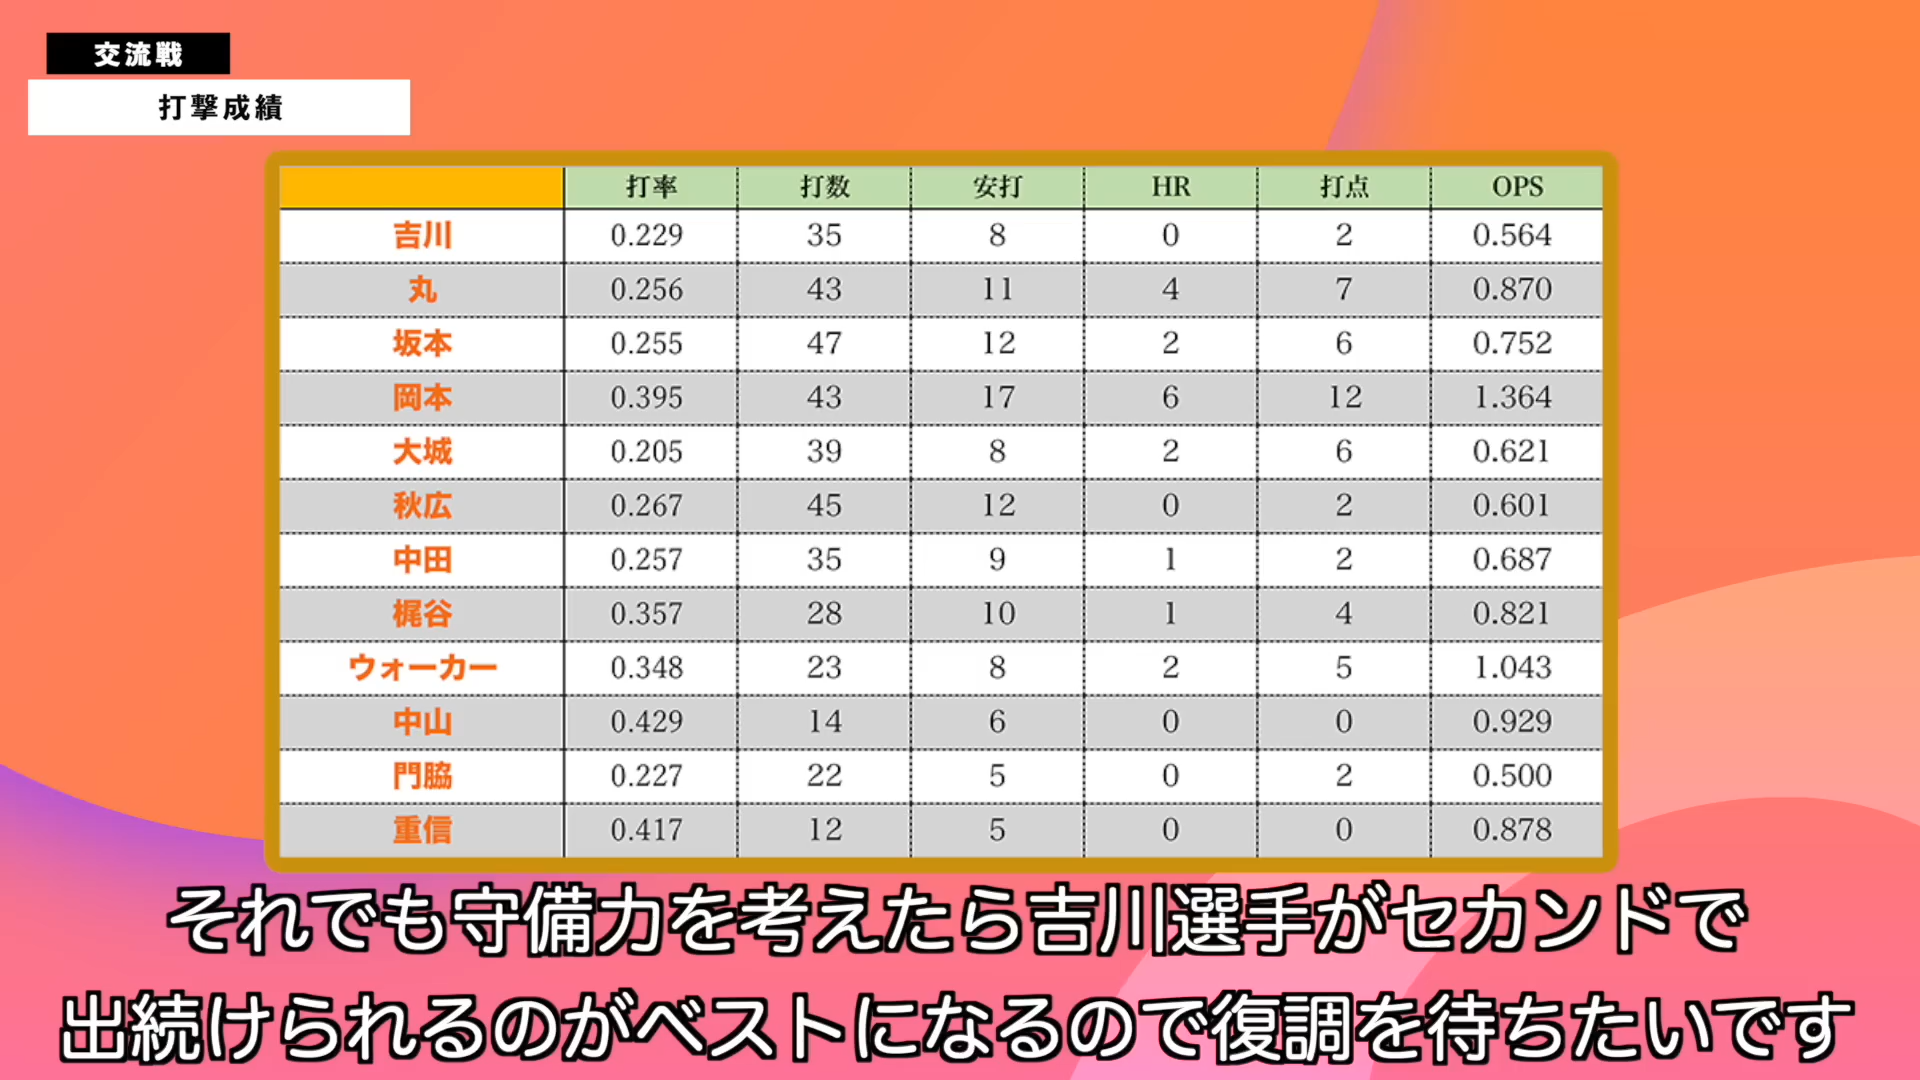 交流戦
打撃成績
打率 打数 安打 HR 打点 OPS
吉川 0.229 35 8 0 2 0.564
丸 0.256 43 11 4 7 0.870
坂本 0.255 47 12 2 6 0.752
岡本 0.395 43 17 6 12 1.364
大城 0.205 39 8 2 6 0.621
秋広 0.267 45 12 0 2 0.601
中田 0.257 35 9 1 2 0.687
梶谷 0.357 28 10 1 4 0.821
ウォーカー 0.348 23 8 2 5 1.043
中山 0.429 14 6 0 0 0.929
門脇 0.227 22 5 0 2 0.500
重信 0.417 12 5 0 0 0.878
それでも守備力を考えたら吉川選手がセカンドで
出続けられるのがベストになるので復調を待ちたいです